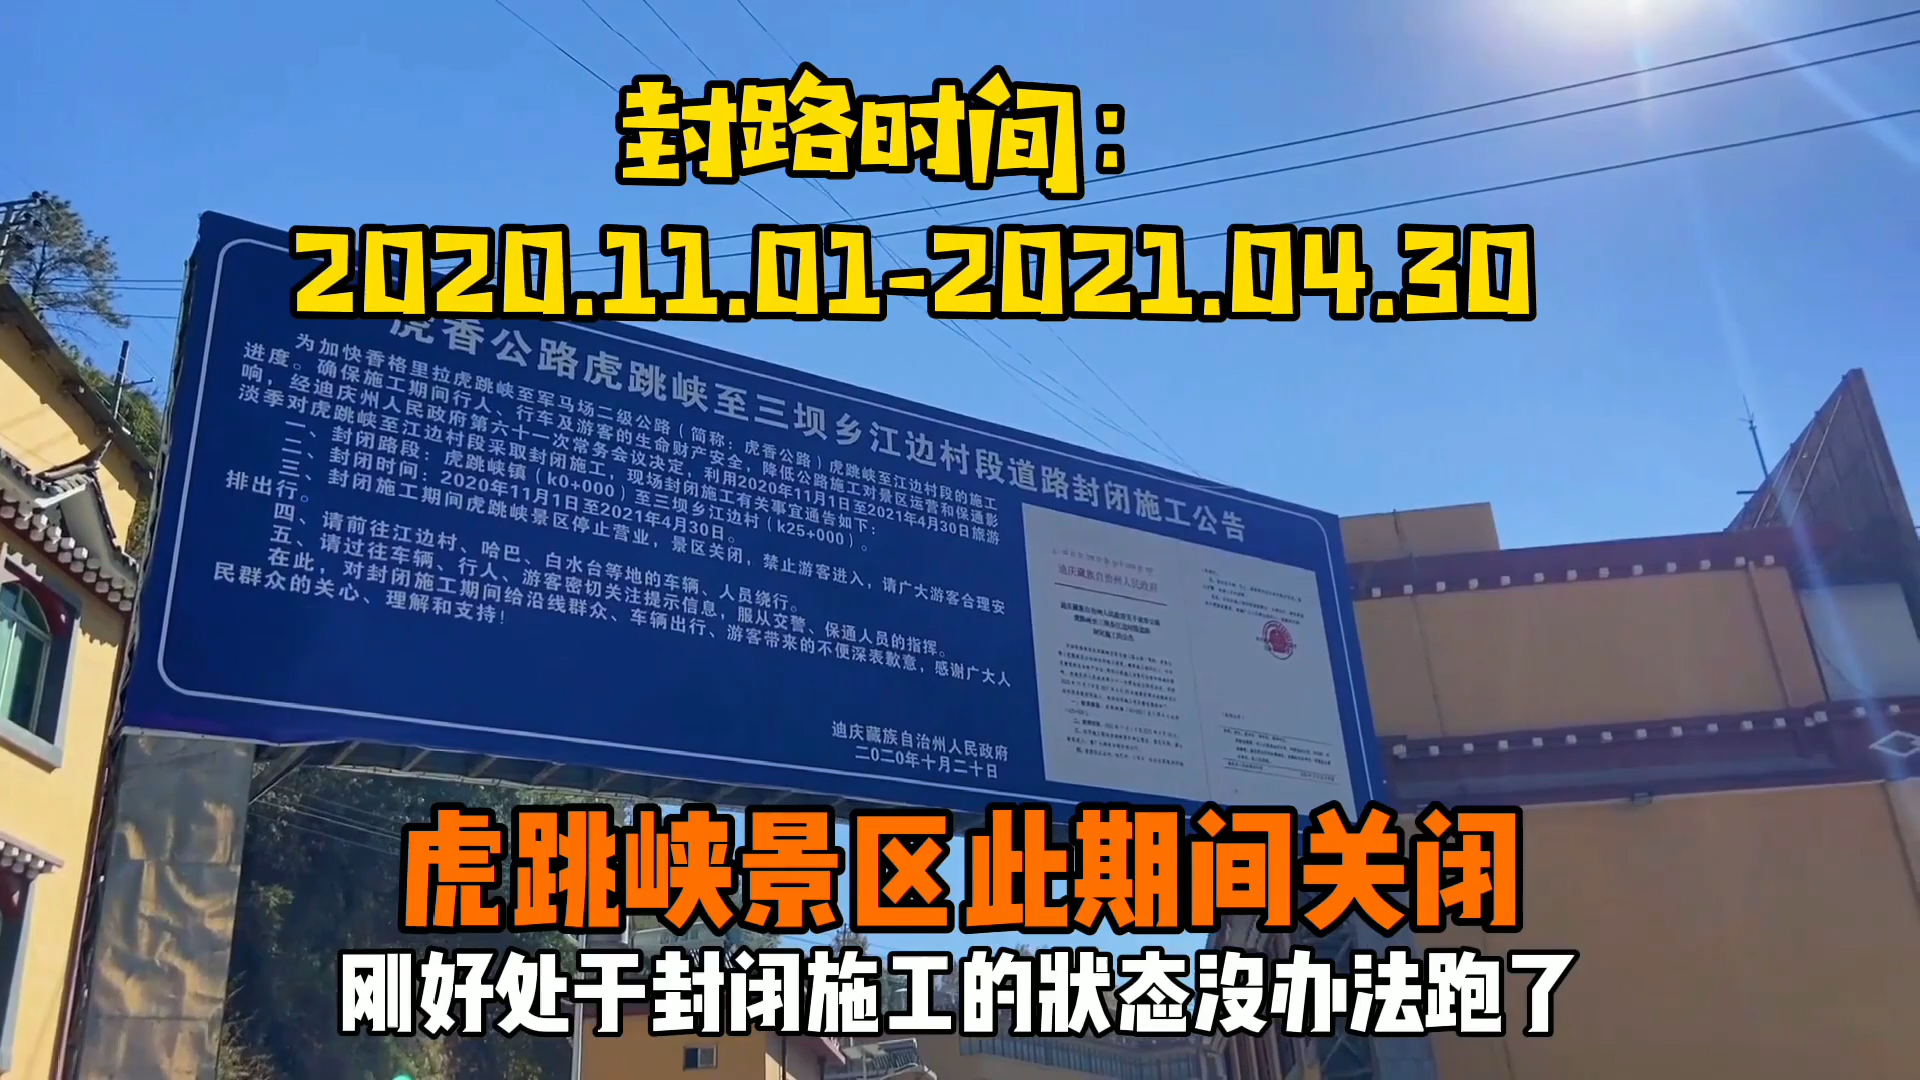 封路时间：
2020.11.01-2021.04.30
虎香公路虎跳峡至三坝乡江边村段道路封闭施工公告
为加快香格里拉虎跳峡至军马场二级公路（简称：虎香公路）虎跳峡至江边村段的施工
进度。确保施工期间行人、行车及游客的生命财产安全，降低公路施工对景区运营和保通影
响，经迪庆州人民政府第六十一次常务会议决定，利用2020年11月1日至2021年4月30日旅游
淡季对虎跳峡至江边村段采取封闭施工，现场封闭施工有关事宜通告如下：
一、封闭路段：虎跳峡镇（k0+000）至三坝乡江边村（k25+000）。
二、封闭时间：2020年11月1日至2021年4月30日。
三、封闭施工期间虎跳峡景区停止营业，景区关闭，禁止游客进入，请广大游客合理安
排出行。
四、请前往江边村、哈巴、白水台等地的车辆、人员绕行。
五、请过往车辆、行人、游客密切关注提示信息，服从交警、保通人员的指挥。
在此，对封闭施工期间给沿线群众、车辆出行、游客带来的不便深表歉意，感谢广大人
民群众的关心、理解和支持！
迪庆藏族自治州人民政府
二〇二〇年十月二十日
迪庆藏族自治州人民政府
虎跳峡景区此期间关闭
刚好处于封闭施工的狀态没办法跑了